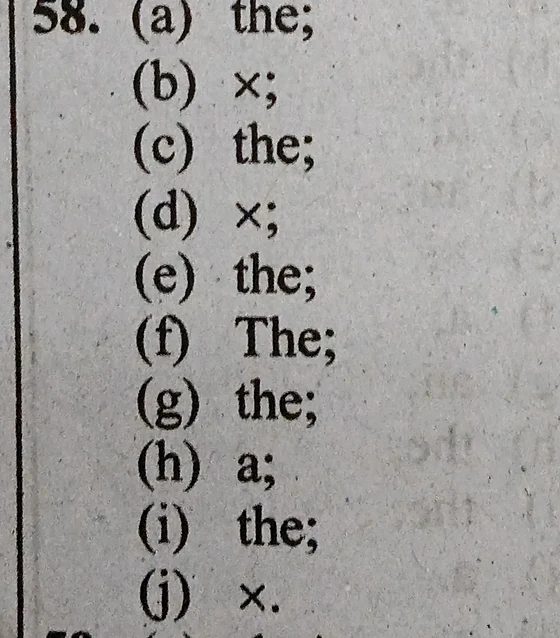 58. (a) the;
(b) ×;
(c) the;
(d) ×;
(e) the;
(f) The;
(g) the;
(h) a;
(i) the;
(j) ×.